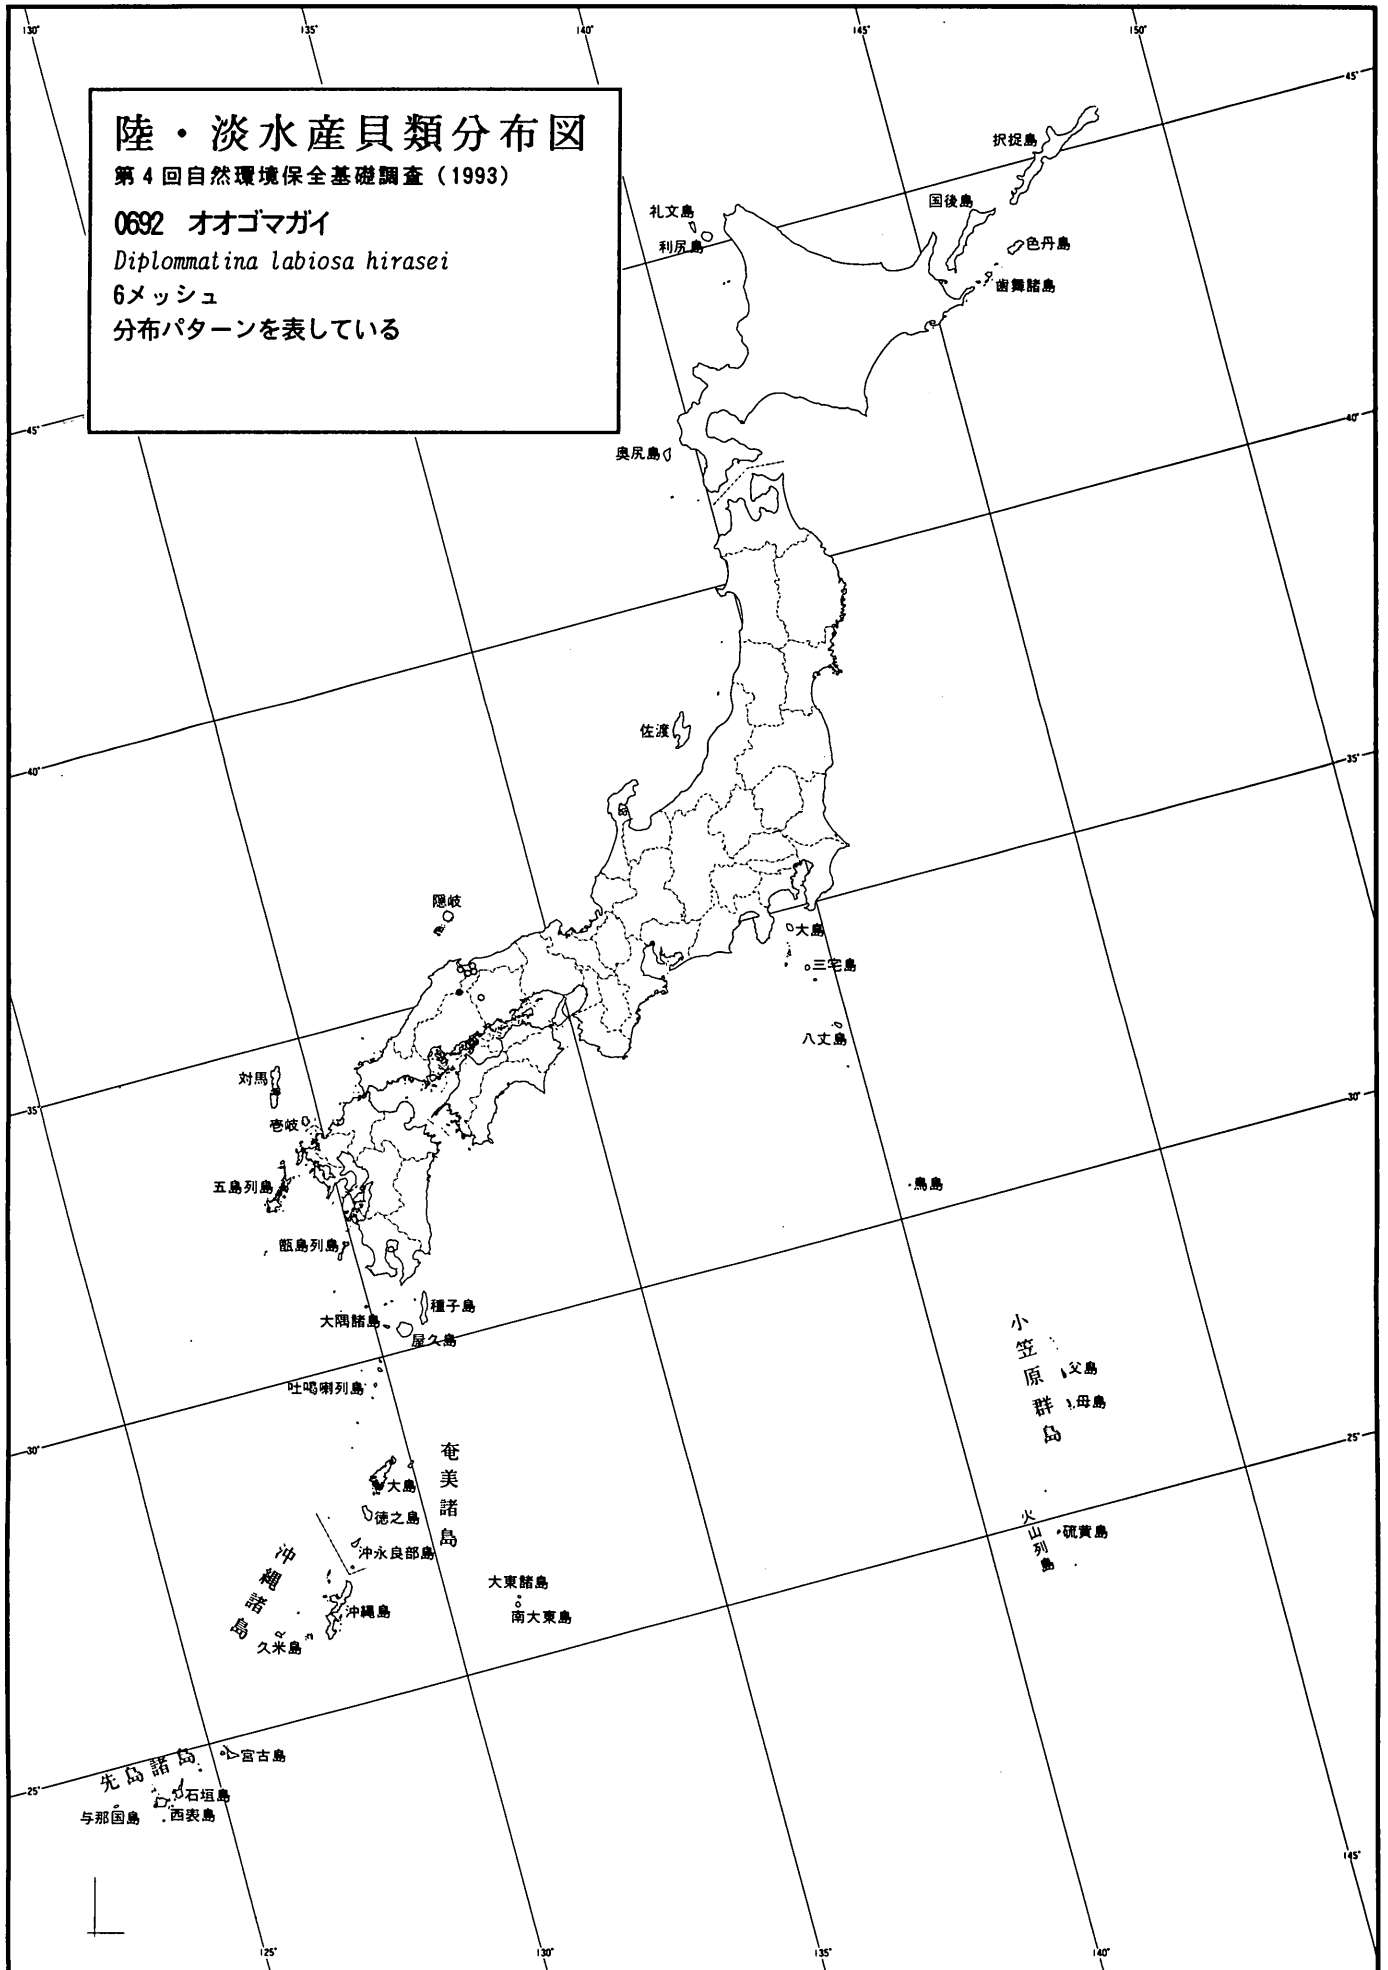 130°
135°
140°
145°
150°
陸・淡水産貝類分布図
第4回自然環境保全基礎調査（1993）
0692 オオゴマガイ
Diplommatina labiosa hirasei
6メッシュ
分布パターンを表している
45°
択捉島
国後島
礼文島
利尻島
色丹島
歯舞諸島
40°
45°
奥尻島
佐渡
40°
35°
隠岐
大島
三宅島
八丈島
対馬
35°
壱岐
30°
五島列島
鳥島
甑島列島
種子島
大隅諸島
屋久島
小笠原群島
父島
吐噶喇列島
母島
30°
25°
奄美諸島
大島
徳之島
火山列島
硫黄島
沖永良部島
沖縄諸島
大東諸島
沖縄島
南大東島
久米島
先島諸島
宮古島
25°
石垣島
与那国島
西表島
145°
125°
130°
135°
140°